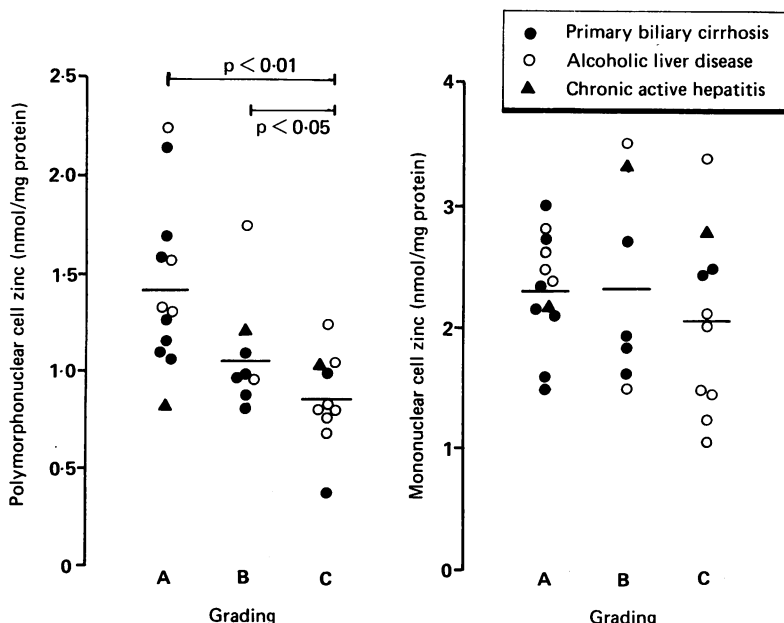 Primary biliary cirrhosis
Alcoholic liver disease
Chronic active hepatitis
Polymorphonuclear cell zinc (nmol/mg protein)
2·5
2·0
1·5
1·0
0·5
0
p < 0·01
p < 0·05
A B C
Grading
Mononuclear cell zinc (nmol/mg protein)
4
3
2
1
0
A B C
Grading